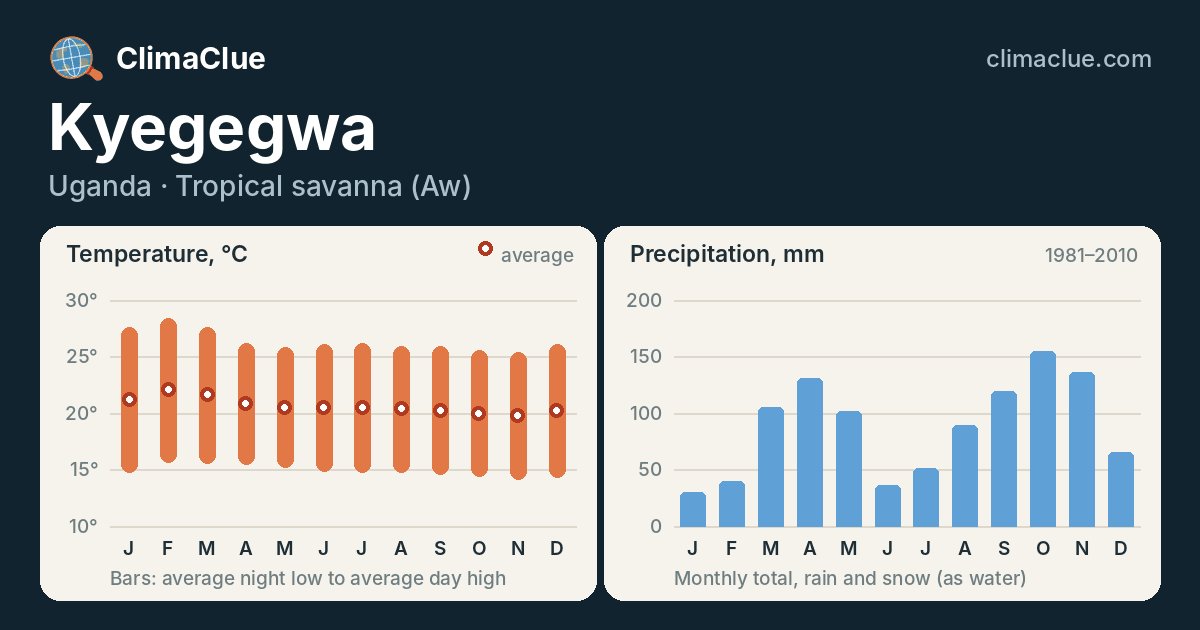 ClimaClue
climaclue.com
Kyegegwa
Uganda · Tropical savanna (Aw)
Temperature, °C
average
30°
25°
20°
15°
10°
J F M A M J J A S O N D
Bars: average night low to average day high
Precipitation, mm
1981–2010
200
150
100
50
0
J F M A M J J A S O N D
Monthly total, rain and snow (as water)